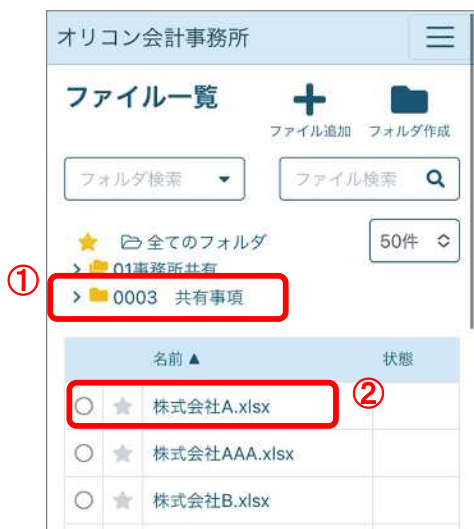 オリコン会計事務所
ファイル一覧
ファイル追加 フォルダ作成
フォルダ検索 ファイル検索
全てのフォルダ 50件
01事務所共有
①
0003 共有事項
名前▲ 状態
②
株式会社A.xlsx
株式会社AAA.xlsx
株式会社B.xlsx